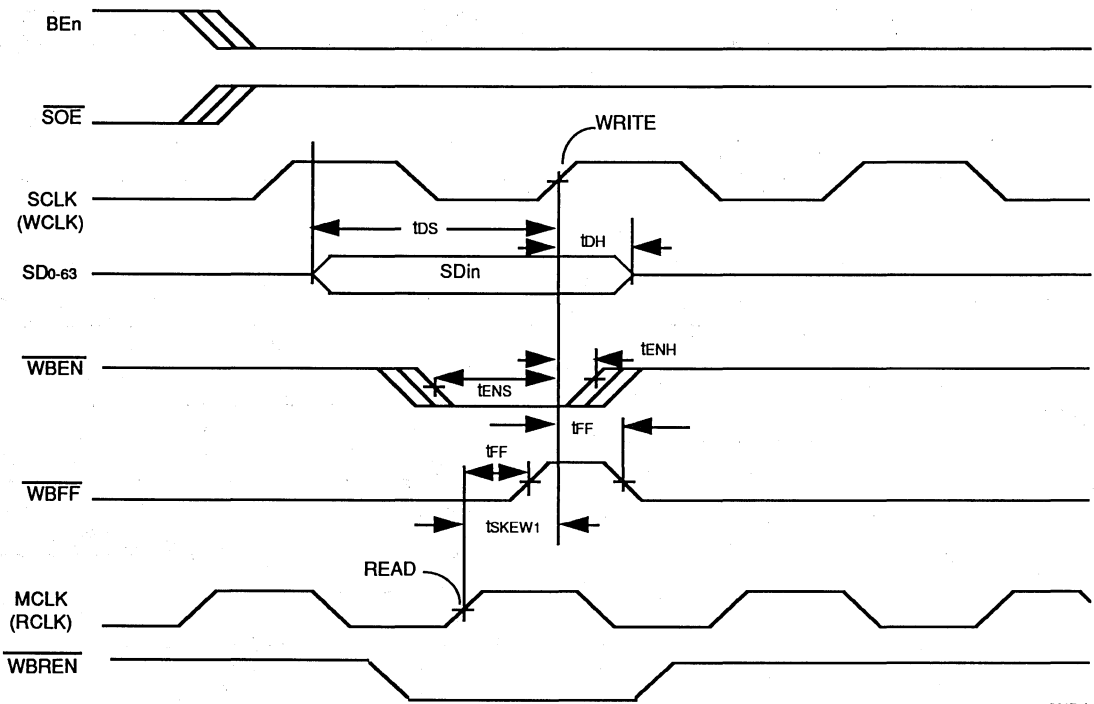 BEn
SOE
WRITE
SCLK
(WCLK)
tDS
tDH
SD0-63
SDin
WBEN
tENH
tENS
tFF
tFF
WBFF
tSKEW1
READ
MCLK
(RCLK)
WBREN